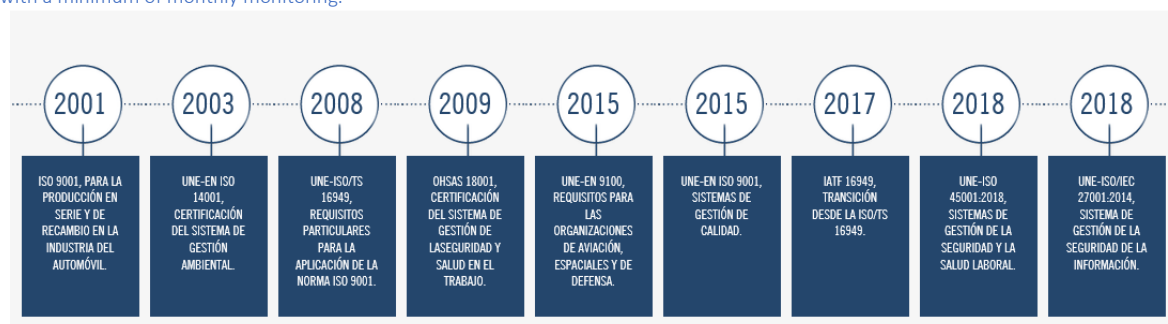 with a minimum of monthly monitoring.
2001
2003
2008
2009
2015
2015
2017
2018
2018
ISO 9001, PARA LA
PRODUCCIÓN EN
SERIE Y DE
RECAMBIO EN LA
INDUSTRIA DEL
AUTOMÓVIL.
UNE-EN ISO
14001,
CERTIFICACIÓN
DEL SISTEMA DE
GESTIÓN
AMBIENTAL.
UNE-ISO/TS
16949,
REQUISITOS
PARTICULARES
PARA LA
APLICACIÓN DE LA
NORMA ISO 9001.
OHSAS 18001,
CERTIFICACIÓN
DEL SISTEMA DE
GESTIÓN DE
LASEGURIDAD Y
SALUD EN EL
TRABAJO.
UNE-EN 9100,
REQUISITOS PARA
LAS
ORGANIZACIONES
DE AVIACIÓN,
ESPACIALES Y DE
DEFENSA.
UNE-EN ISO 9001,
SISTEMAS DE
GESTIÓN DE
CALIDAD.
IATF 16949,
TRANSICIÓN
DESDE LA ISO/TS
16949.
UNE-ISO
45001:2018,
SISTEMAS DE
GESTIÓN DE LA
SEGURIDAD Y LA
SALUD LABORAL.
UNE-ISO/IEC
27001:2014,
SISTEMA DE
GESTIÓN DE LA
SEGURIDAD DE LA
INFORMACIÓN.